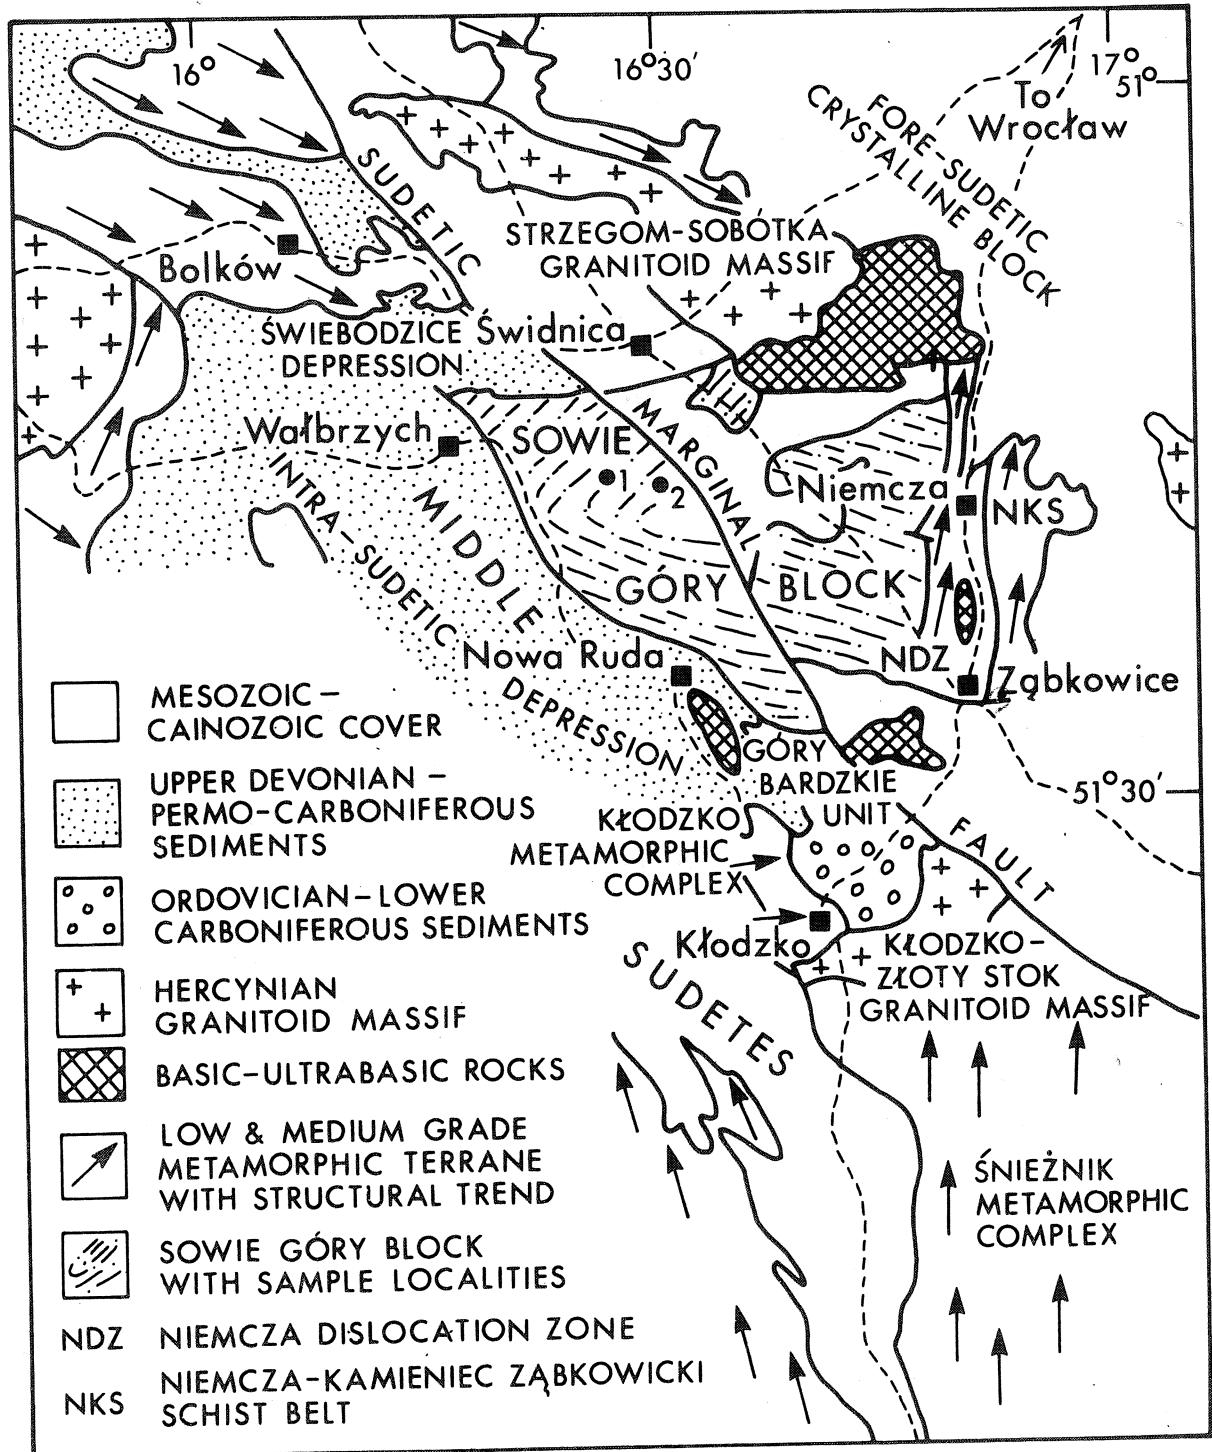 16°
16°30′
17°
51°
To
Wrocław
FORE-SUDETIC
CRYSTALLINE BLOCK
SUDETIC
STRZEGOM-SOBÓTKA
GRANITOID MASSIF
Bolków
ŚWIEBODZICE
DEPRESSION
Świdnica
MARGINAL
Wałbrzych
SOWIE
1
2
Niemcza
NKS
INTRA-SUDETIC
MIDDLE
GÓRY BLOCK
Nowa Ruda
NDZ
Ząbkowice
DEPRESSION
GÓRY
BARDZKIE
UNIT
51°30′
FAULT
KŁODZKO
METAMORPHIC
COMPLEX
Kłodzko
KŁODZKO-
ZŁOTY STOK
GRANITOID MASSIF
SUDETES
ŚNIEŻNIK
METAMORPHIC
COMPLEX
MESOZOIC-
CAINOZOIC COVER
UPPER DEVONIAN -
PERMO-CARBONIFEROUS
SEDIMENTS
ORDOVICIAN-LOWER
CARBONIFEROUS SEDIMENTS
HERCYNIAN
GRANITOID MASSIF
BASIC-ULTRABASIC ROCKS
LOW & MEDIUM GRADE
METAMORPHIC TERRANE
WITH STRUCTURAL TREND
SOWIE GÓRY BLOCK
WITH SAMPLE LOCALITIES
NDZ NIEMCZA DISLOCATION ZONE
NKS NIEMCZA-KAMIENIEC ZĄBKOWICKI
SCHIST BELT